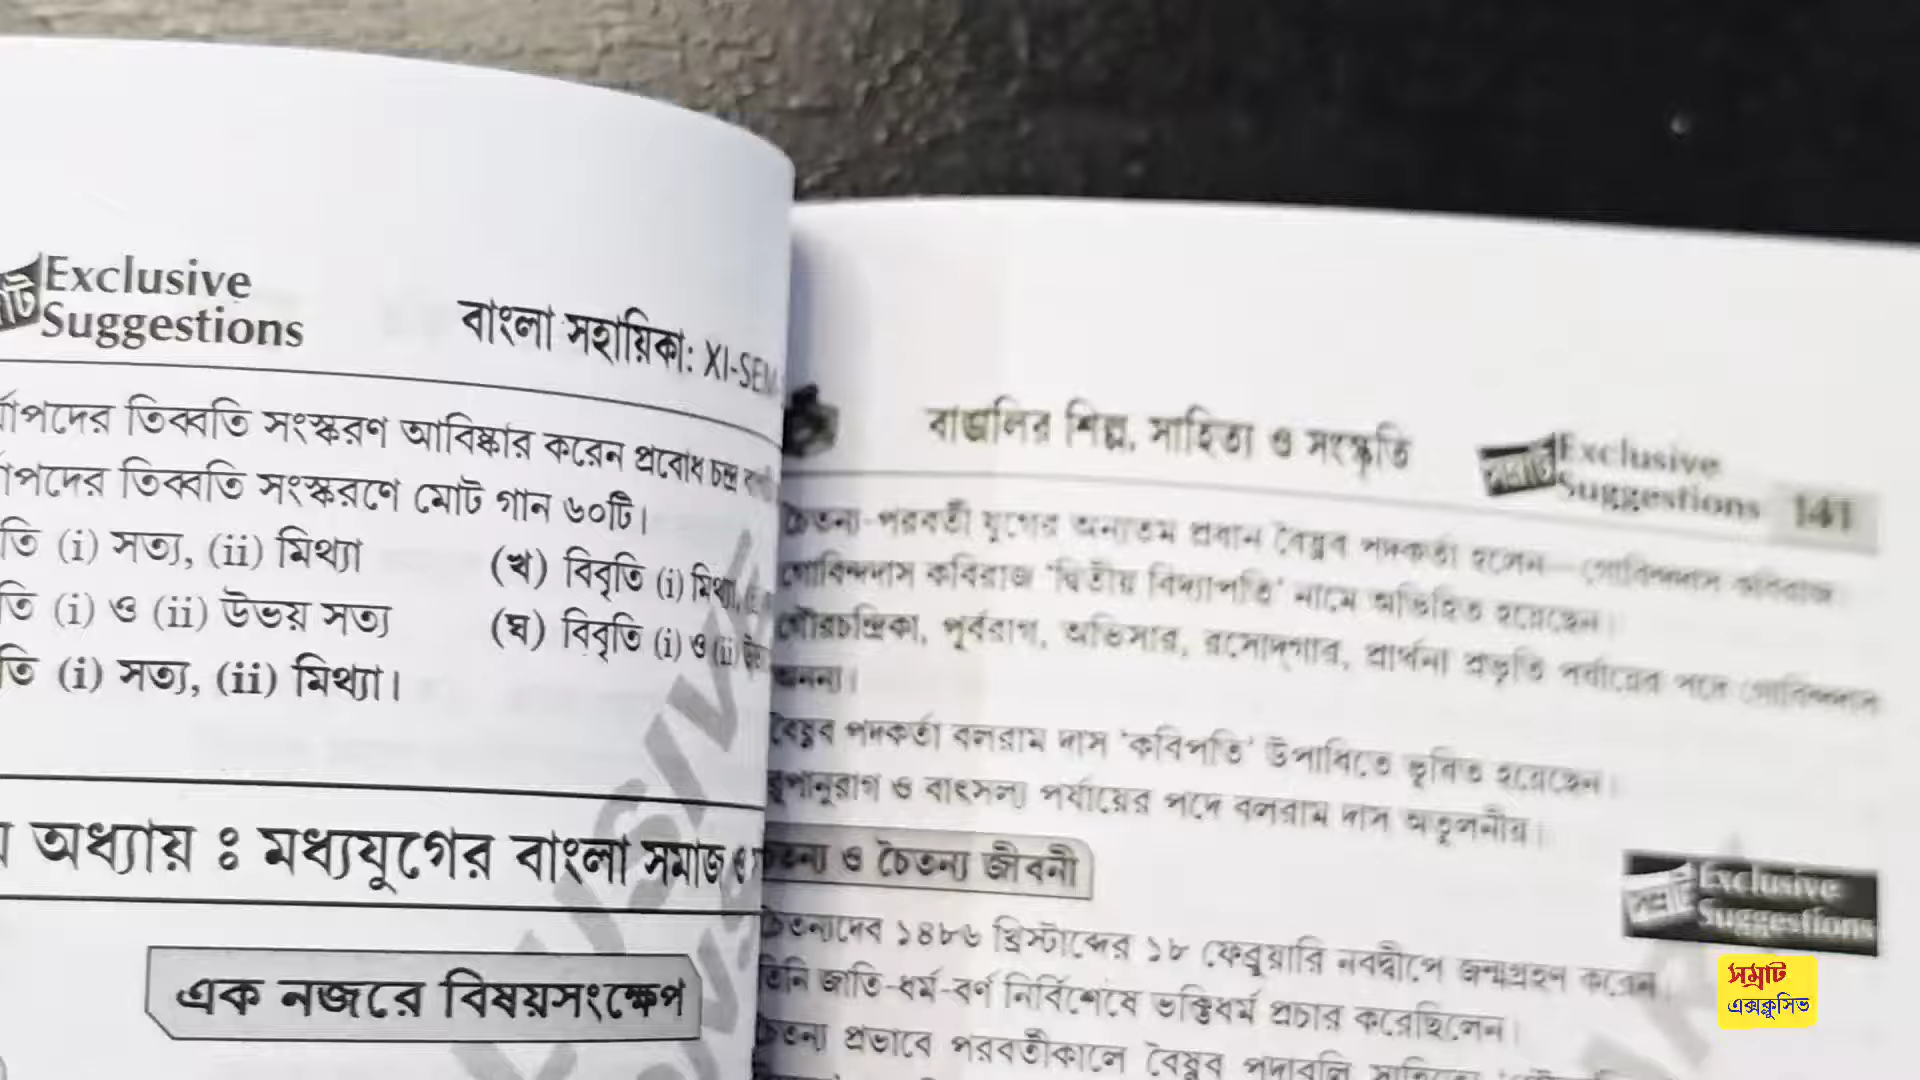 Exclusive
Suggestions
বাংলা সহায়িকা: XI-SEM
র্যাপদের তিব্বতি সংস্করণ আবিষ্কার করেন প্রবোধ চন্দ্র
র্যাপদের তিব্বতি সংস্করণে মোট গান ৬০টি।
তি (i) সত্য, (ii) মিথ্যা (খ) বিবৃতি (i) মিথ্যা,
তি (i) ও (ii) উভয় সত্য (ঘ) বিবৃতি (i) ও (ii)
তি (i) সত্য, (ii) মিথ্যা।
অধ্যায় : মধ্যযুগের বাংলা সমাজ ও
এক নজরে বিষয়সংক্ষেপ
বাঙালির শিল্প, সাহিত্য ও সংস্কৃতি
সম্রাট Exclusive
Suggestions 141
চৈতন্য-পরবর্তী যুগের অন্যতম প্রধান বৈষ্ণব পদকর্তা হলেন—গোবিন্দদাস কবিরাজ
গোবিন্দদাস কবিরাজ 'দ্বিতীয় বিদ্যাপতি' নামে অভিহিত হয়েছেন।
গৌরচন্দ্রিকা, পূর্বরাগ, অভিসার, রসোদ্গার, প্রার্থনা প্রভৃতি পর্যায়ের পদে গোবিন্দদাস
অনন্য।
বৈষ্ণব পদকর্তা বলরাম দাস 'কবিপতি' উপাধিতে ভূষিত হয়েছেন।
রূপানুরাগ ও বাৎসল্য পর্যায়ের পদে বলরাম দাস অতুলনীয়।
চৈতন্য ও চৈতন্য জীবনী
সম্রাট Exclusive
Suggestions
চৈতন্যদেব ১৪৮৬ খ্রিস্টাব্দের ১৮ ফেব্রুয়ারি নবদ্বীপে জন্মগ্রহণ করেন।
তিনি জাতি-ধর্ম-বর্ণ নির্বিশেষে ভক্তিধর্ম প্রচার করেছিলেন।
চৈতন্য প্রভাবে পরবর্তীকালে বৈষ্ণব পদাবলি
সম্রাট
এক্সক্লুসিভ